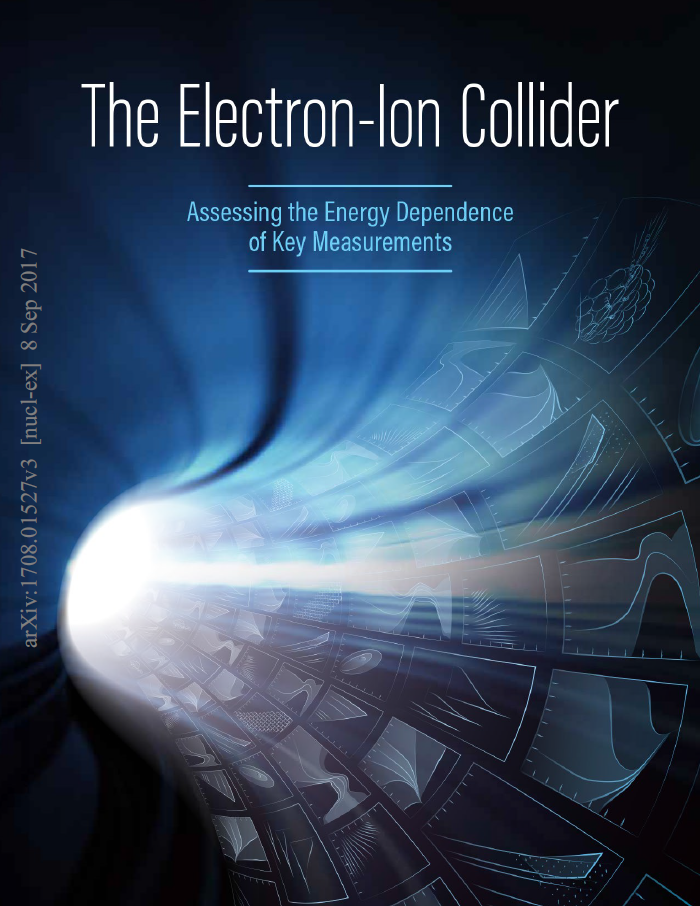 The Electron-Ion Collider
Assessing the Energy Dependence
of Key Measurements
arXiv:1708.01527v3 [nucl-ex] 8 Sep 2017